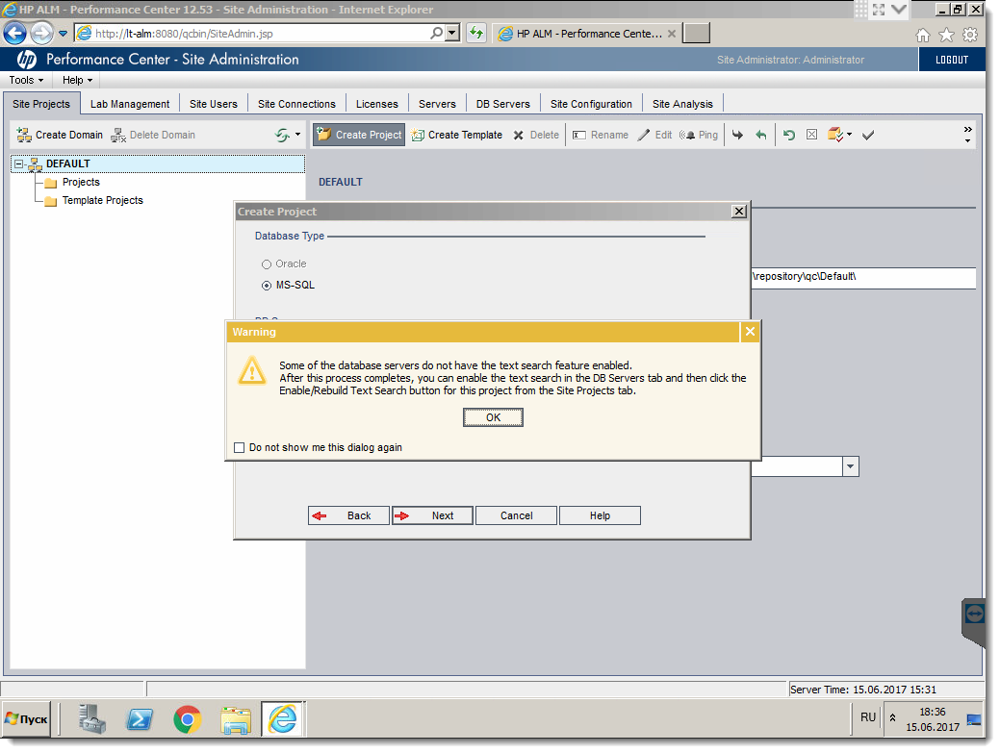 HP ALM - Performance Center 12.53 - Site Administration - Internet Explorer
http://lt-alm:8080/qcbin/SiteAdmin.jsp
HP ALM - Performance Cente...
hp
Performance Center - Site Administration
Site Administrator: Administrator
LOGOUT
Tools
Help
Site Projects
Lab Management
Site Users
Site Connections
Licenses
Servers
DB Servers
Site Configuration
Site Analysis
Create Domain
Delete Domain
Create Project
Create Template
Delete
Rename
Edit
Ping
DEFAULT
Projects
Template Projects
DEFAULT
\repository\qc\Default\
Create Project
Database Type
Oracle
MS-SQL
Warning
Some of the database servers do not have the text search feature enabled.
After this process completes, you can enable the text search in the DB Servers tab and then click the
Enable/Rebuild Text Search button for this project from the Site Projects tab.
OK
Do not show me this dialog again
Back
Next
Cancel
Help
Server Time: 15.06.2017 15:31
Пуск
RU
18:36
15.06.2017